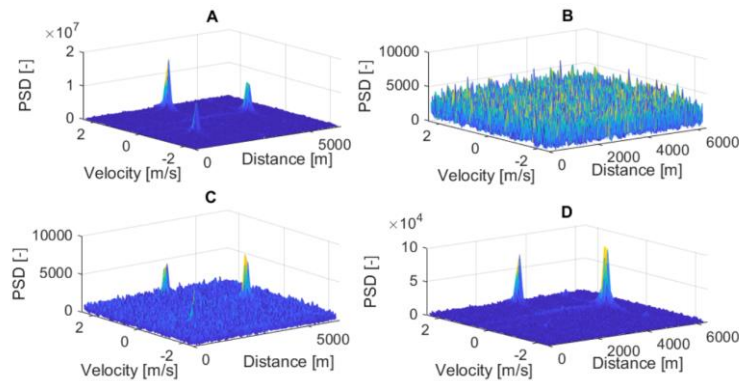 A
×10⁷
PSD [-]
2
1
0
2
0
-2
Velocity [m/s]
0
5000
Distance [m]
B
PSD [-]
10000
5000
0
2
0
-2
Velocity [m/s]
0
2000
4000
6000
Distance [m]
C
PSD [-]
10000
5000
0
2
0
-2
Velocity [m/s]
0
5000
Distance [m]
D
×10⁴
PSD [-]
10
5
0
2
0
-2
Velocity [m/s]
0
2000
4000
6000
Distance [m]